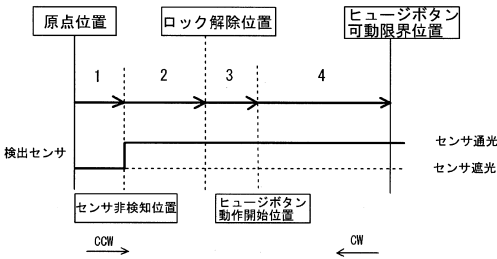 原点位置
ロック解除位置
ヒュージボタン
可動限界位置
1
2
3
4
検出センサ
センサ通光
センサ遮光
センサ非検知位置
ヒュージボタン
動作開始位置
CCW
CW